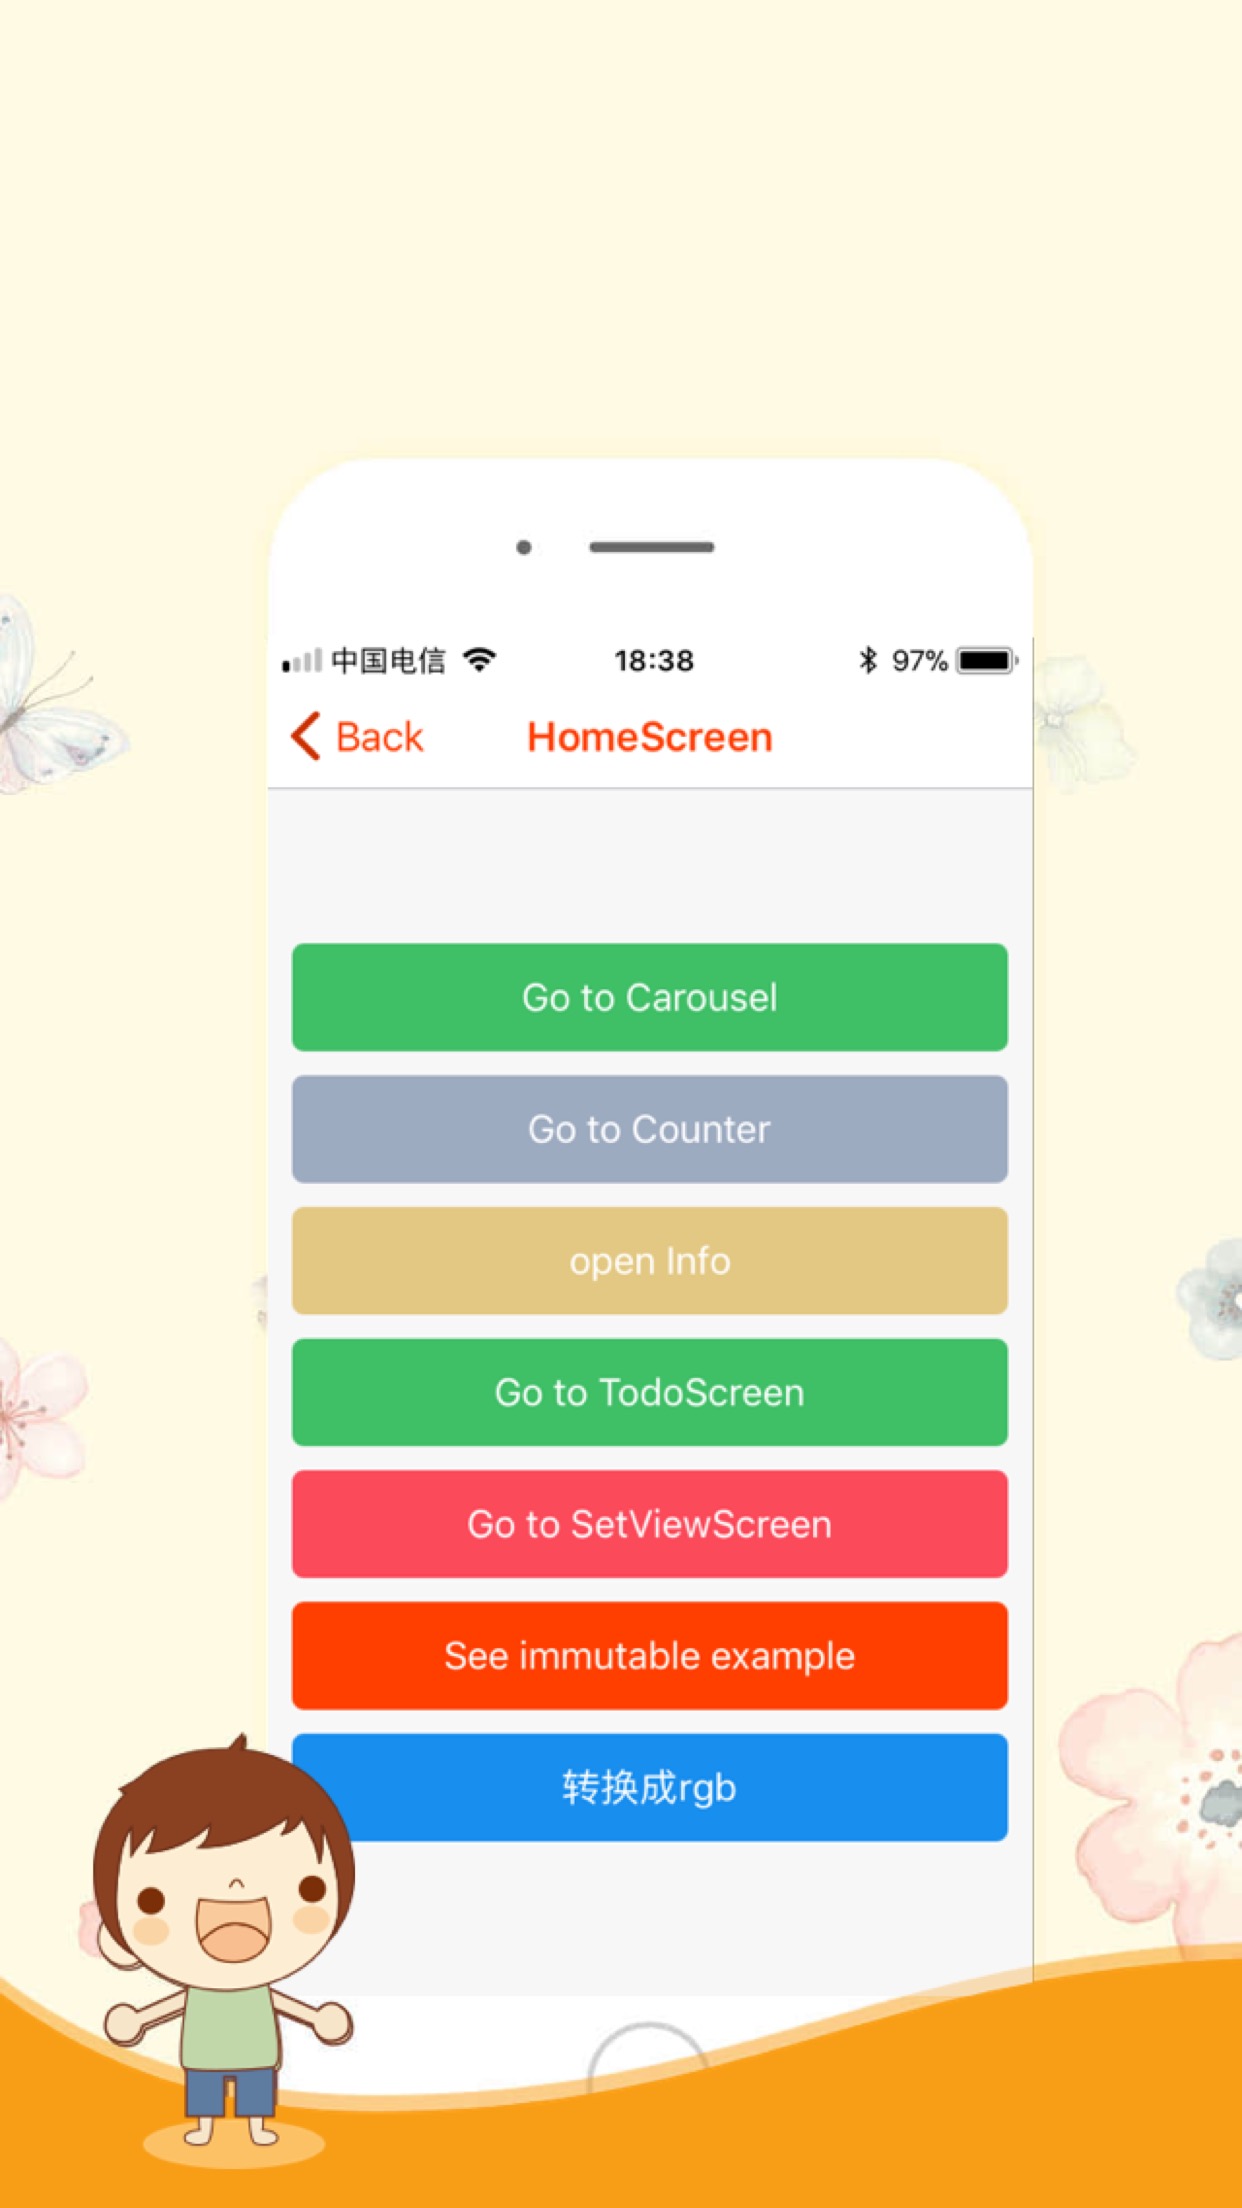 中国电信 18:38 97%
Back HomeScreen
Go to Carousel
Go to Counter
open Info
Go to TodoScreen
Go to SetViewScreen
See immutable example
转换成rgb